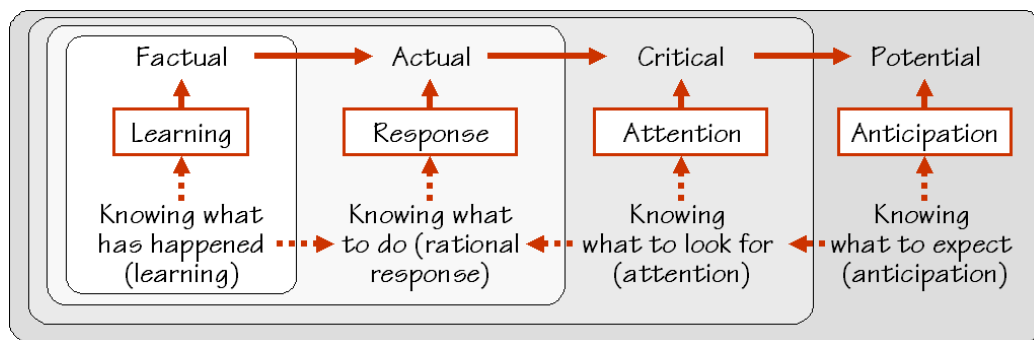 Factual
Actual
Critical
Potential
Learning
Response
Attention
Anticipation
Knowing what
has happened
(learning)
Knowing what
to do (rational
response)
Knowing
what to look for
(attention)
Knowing
what to expect
(anticipation)